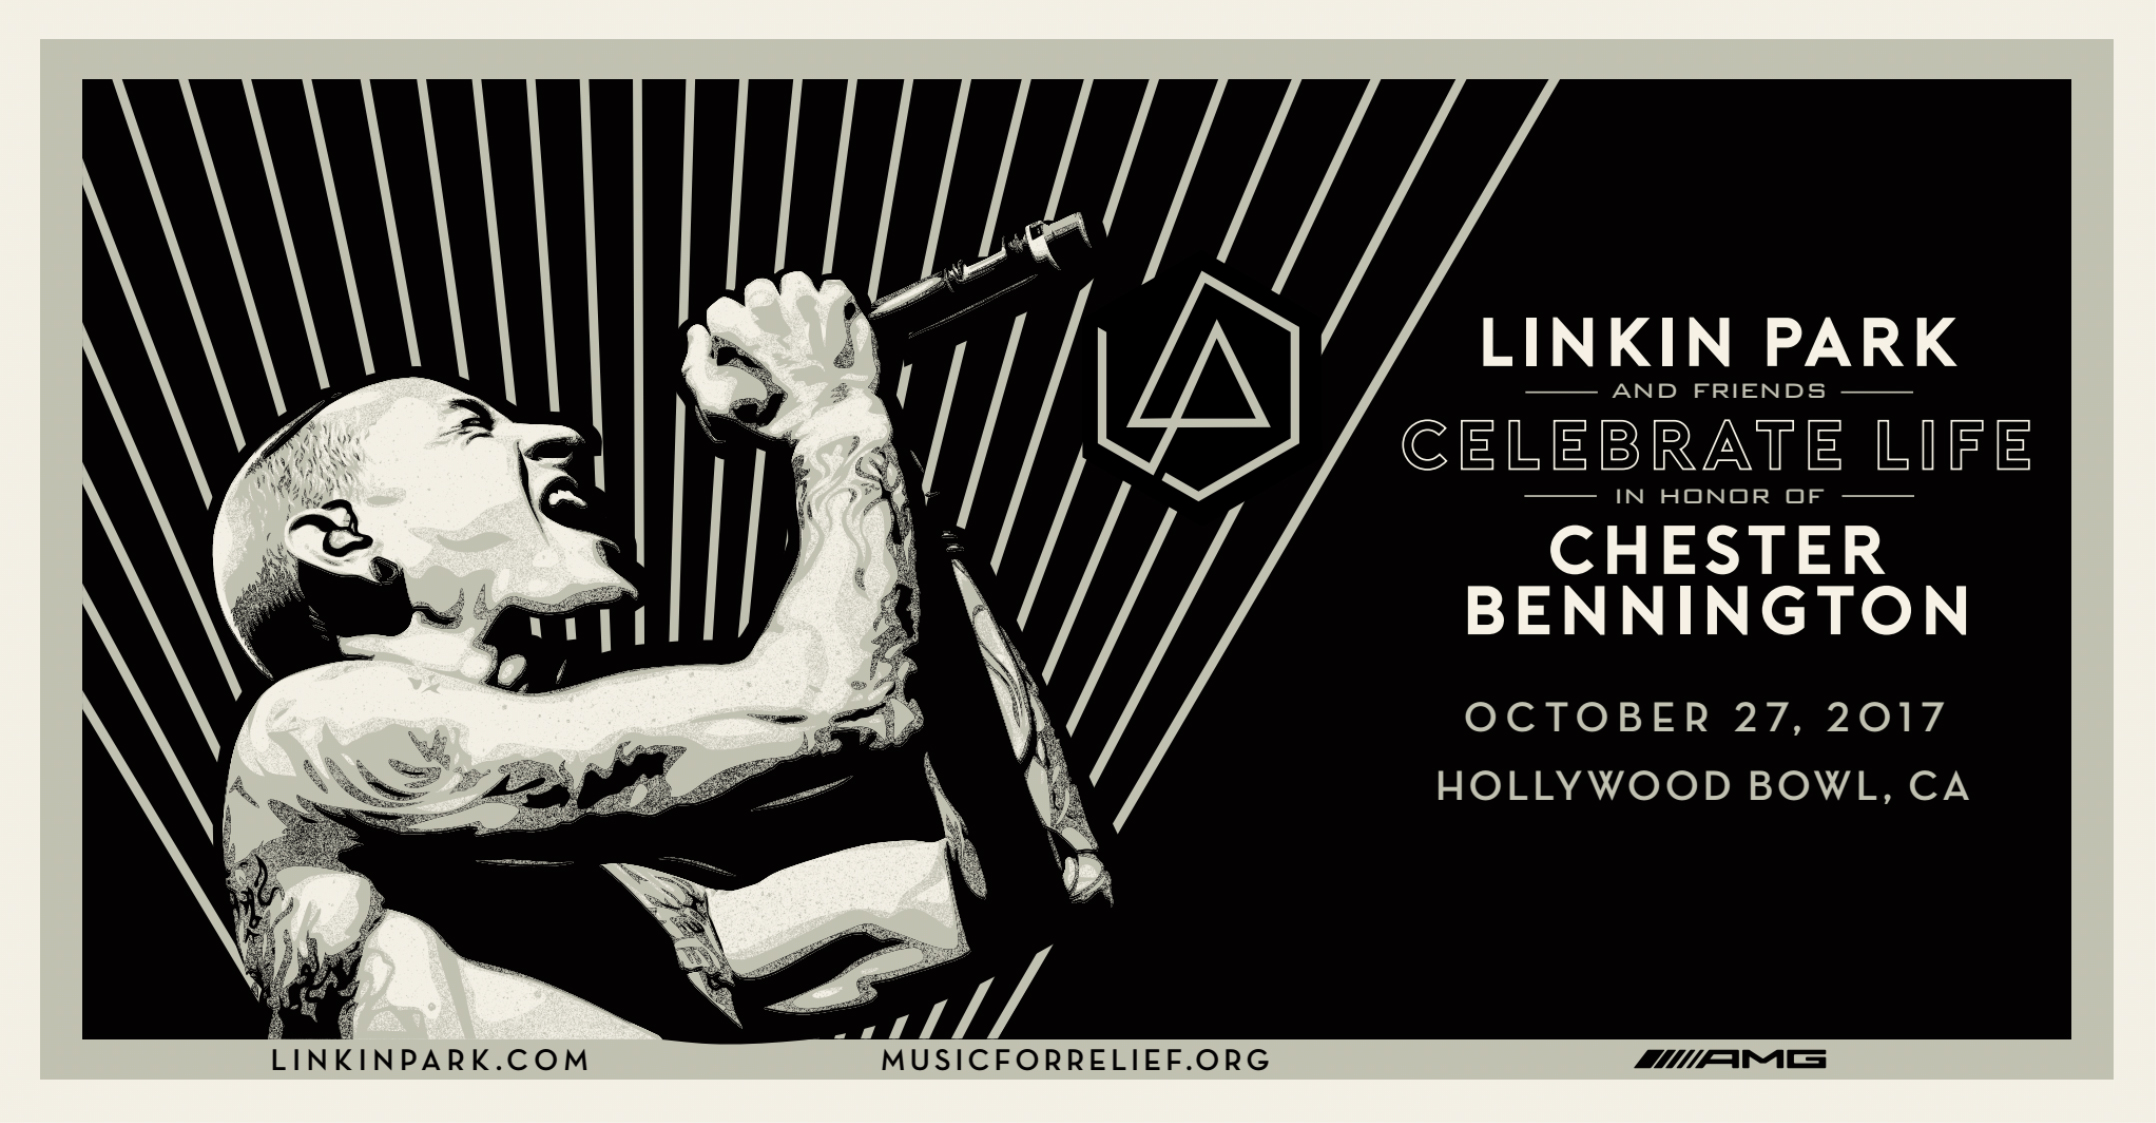 LINKIN PARK
AND FRIENDS
CELEBRATE LIFE
IN HONOR OF
CHESTER
BENNINGTON
OCTOBER 27, 2017
HOLLYWOOD BOWL, CA
LINKINPARK.COM
MUSICFORRELIEF.ORG
AMG